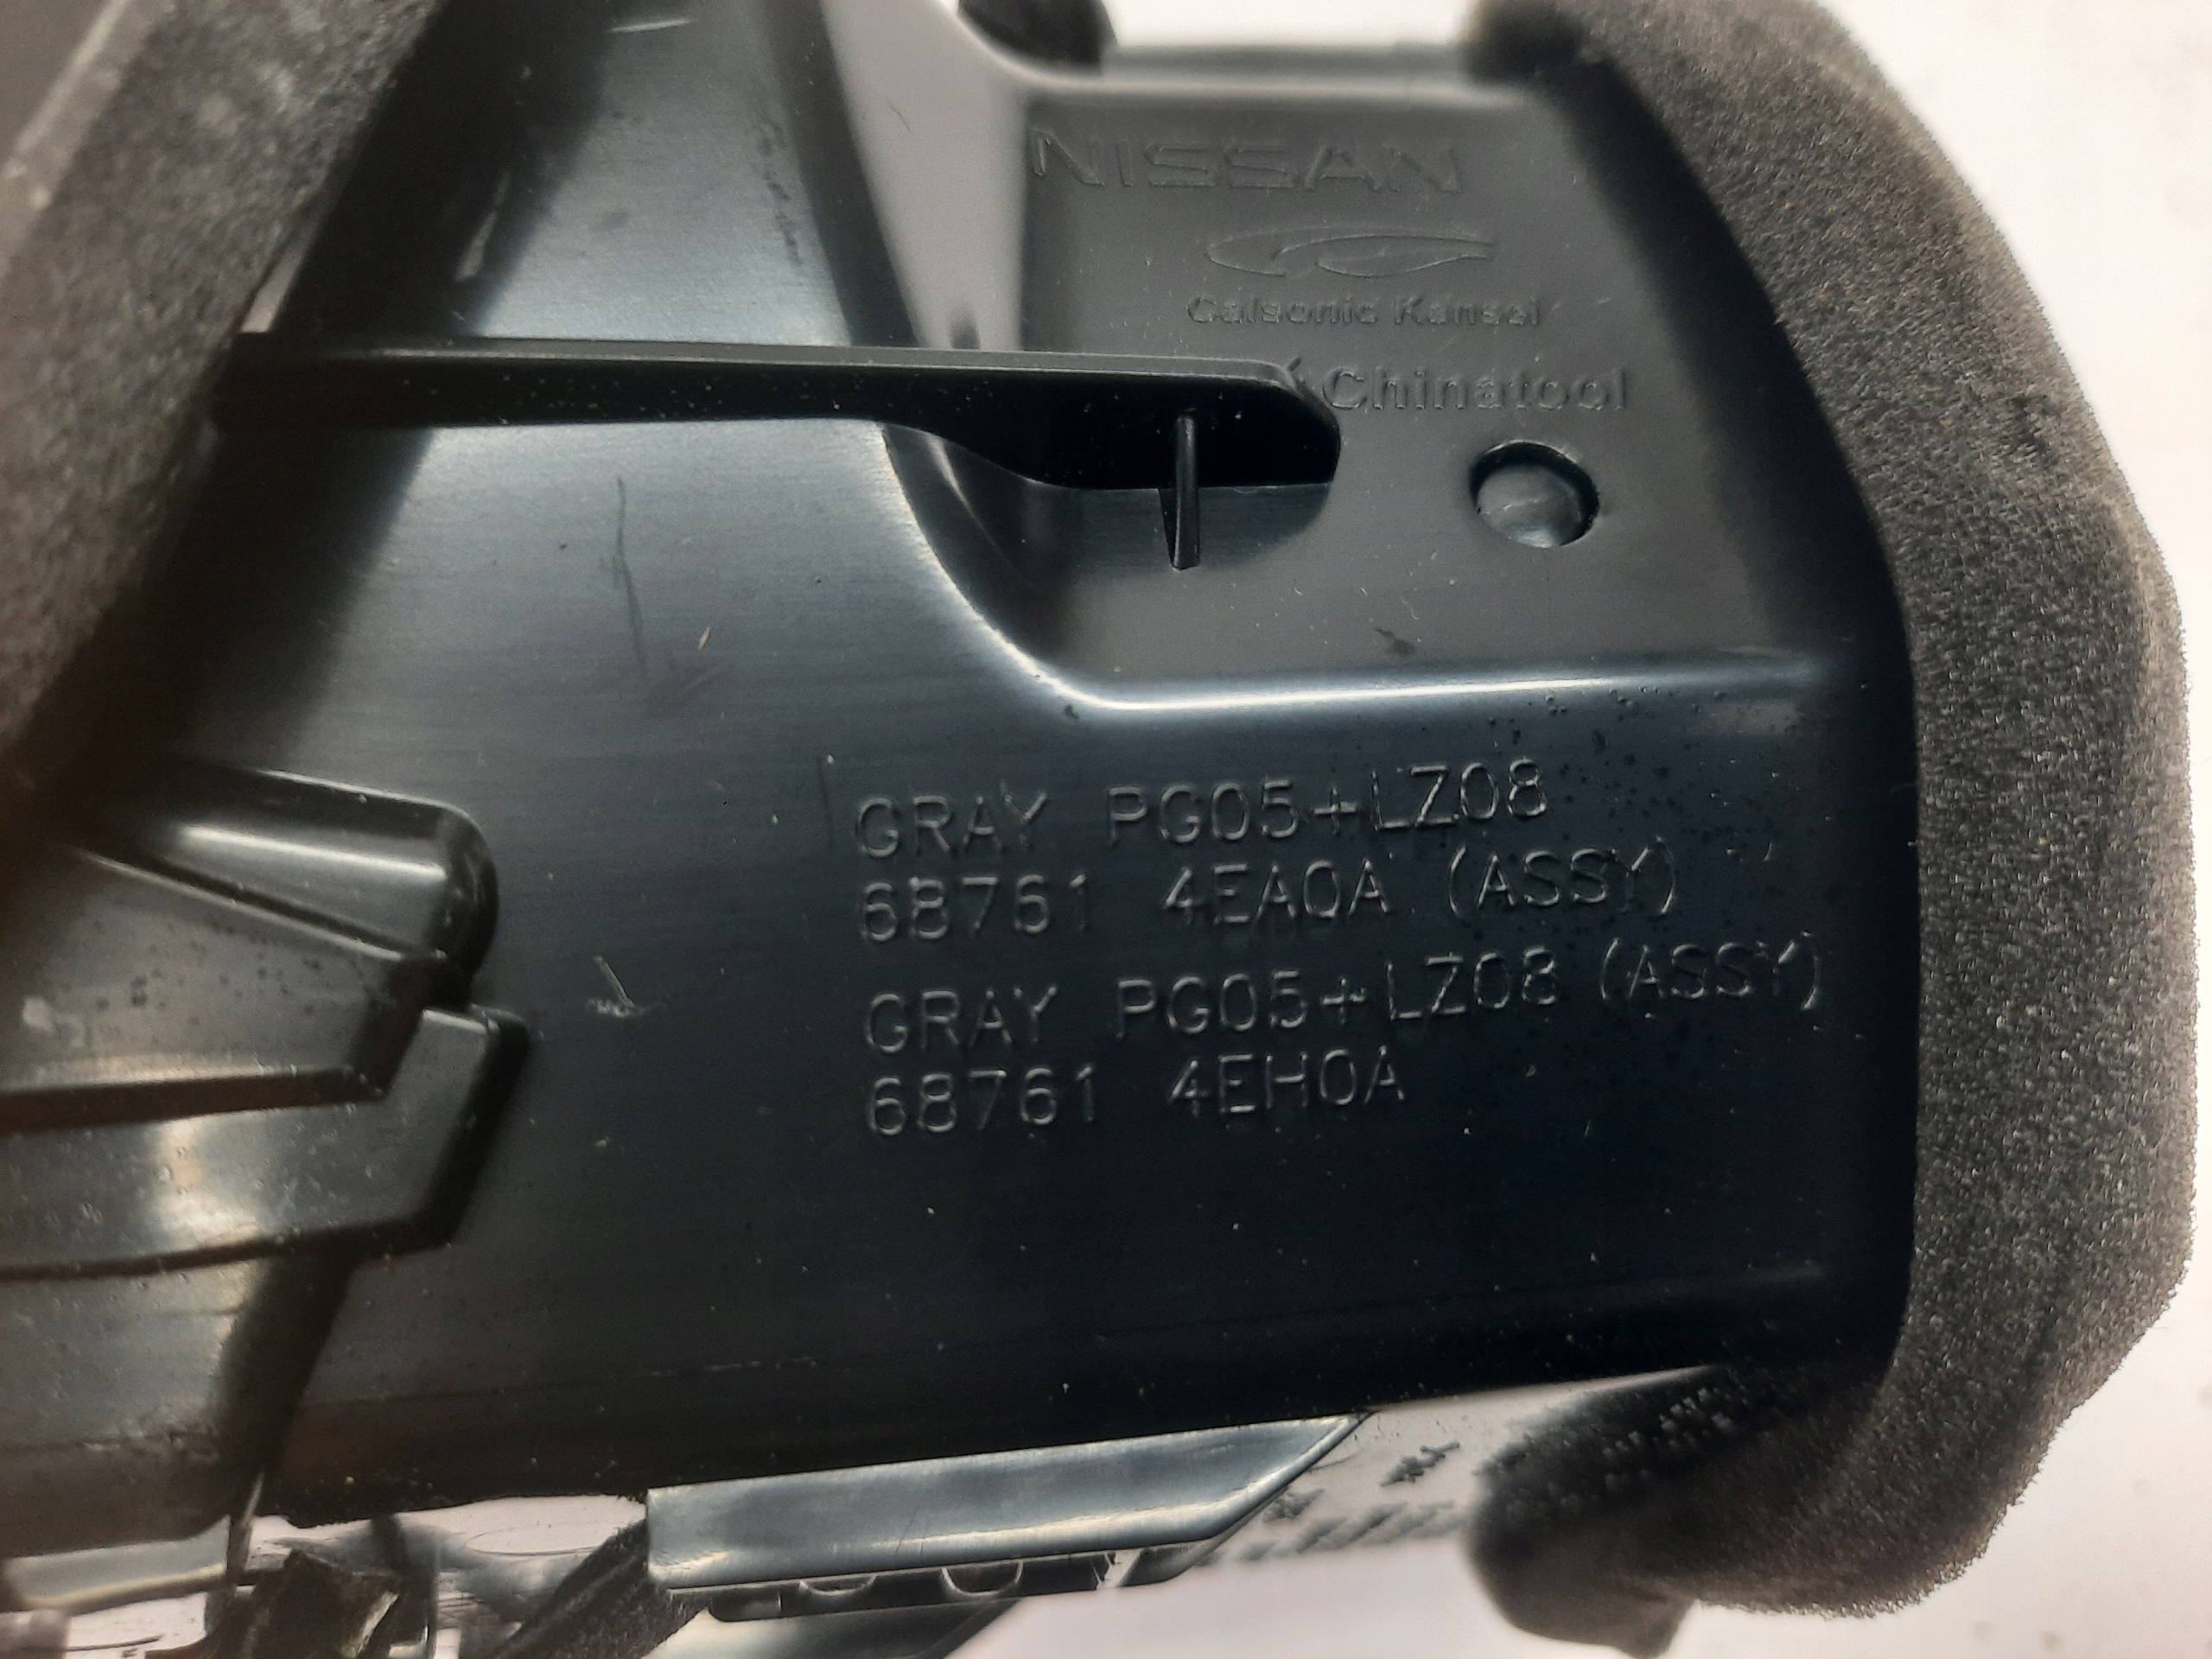 NISSAN
Calsonic Kansei
Chinatool
GRAY PG05+LZ08
68761 4EA0A (ASSY)
GRAY PG05+LZ08 (ASSY)
68761 4EH0A